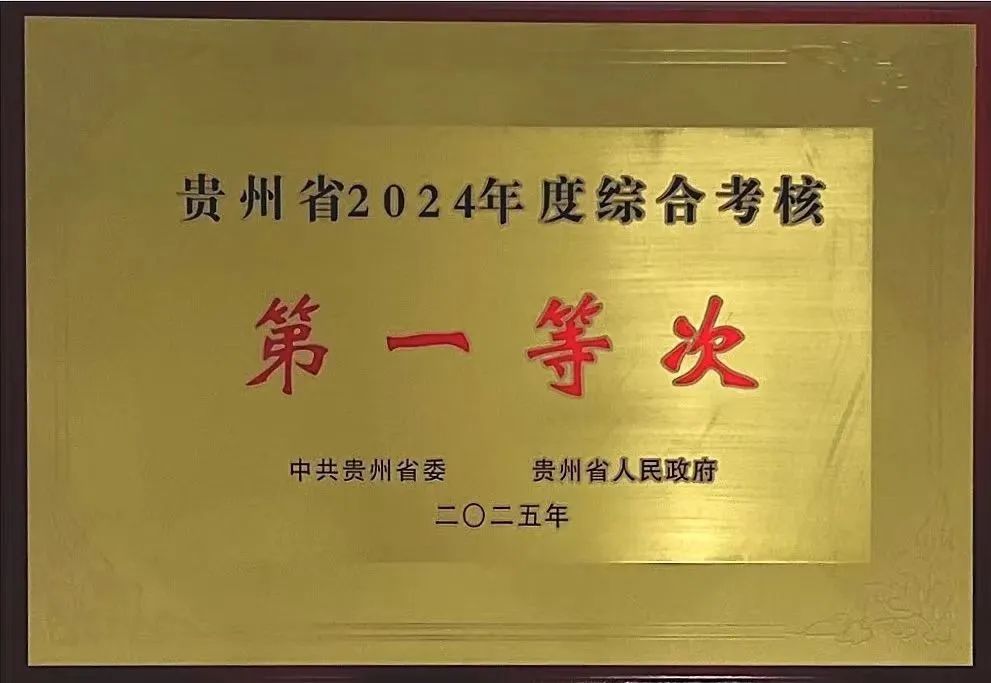 贵州省2024年度综合考核
第一等次
中共贵州省委 贵州省人民政府
二〇二五年